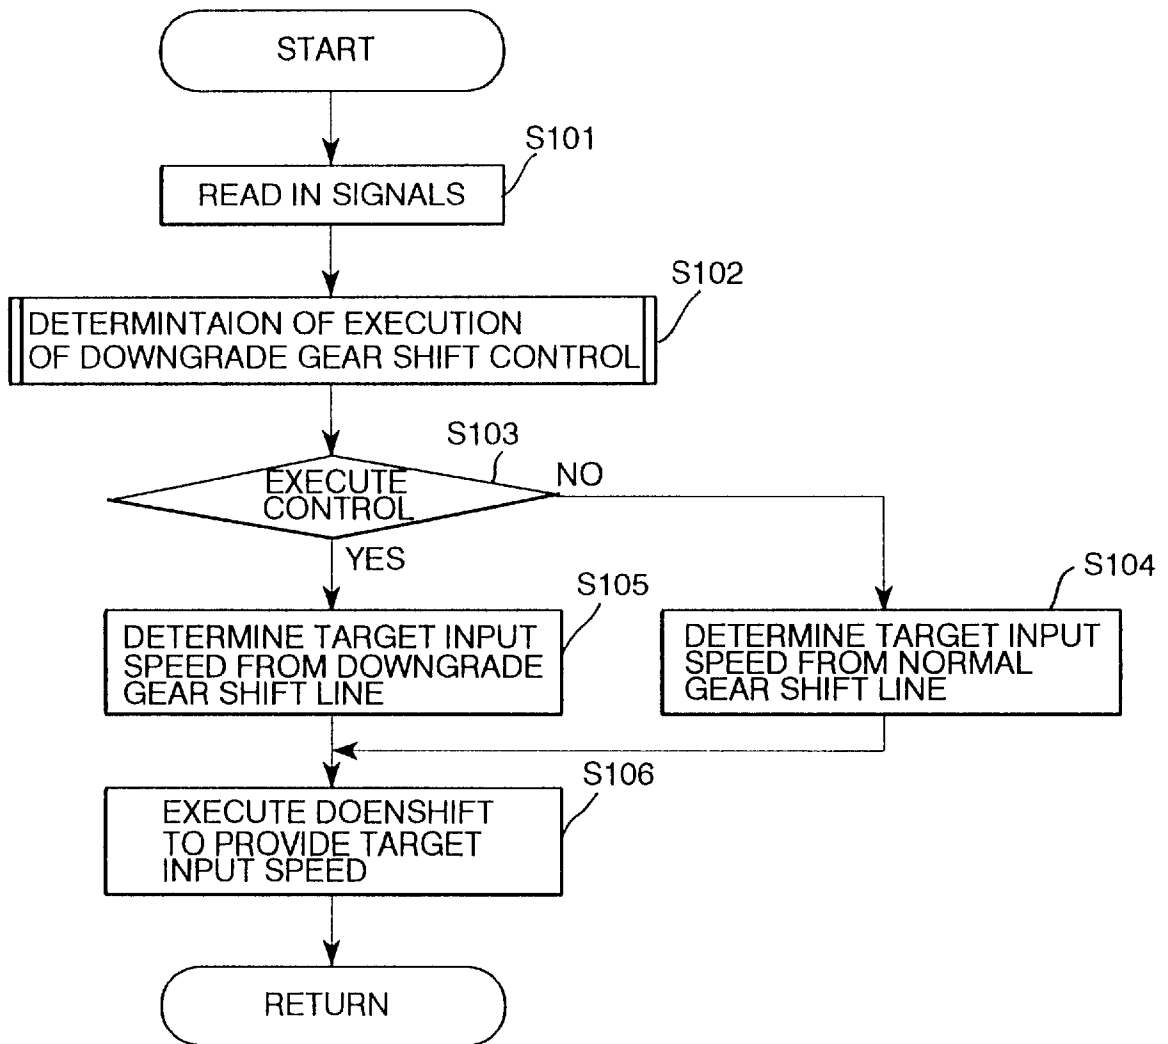 START
S101
READ IN SIGNALS
S102
DETERMINTAION OF EXECUTION
OF DOWNGRADE GEAR SHIFT CONTROL
S103
EXECUTE
CONTROL
NO
YES
S105
DETERMINE TARGET INPUT
SPEED FROM DOWNGRADE
GEAR SHIFT LINE
S104
DETERMINE TARGET INPUT
SPEED FROM NORMAL
GEAR SHIFT LINE
S106
EXECUTE DOENSHIFT
TO PROVIDE TARGET
INPUT SPEED
RETURN